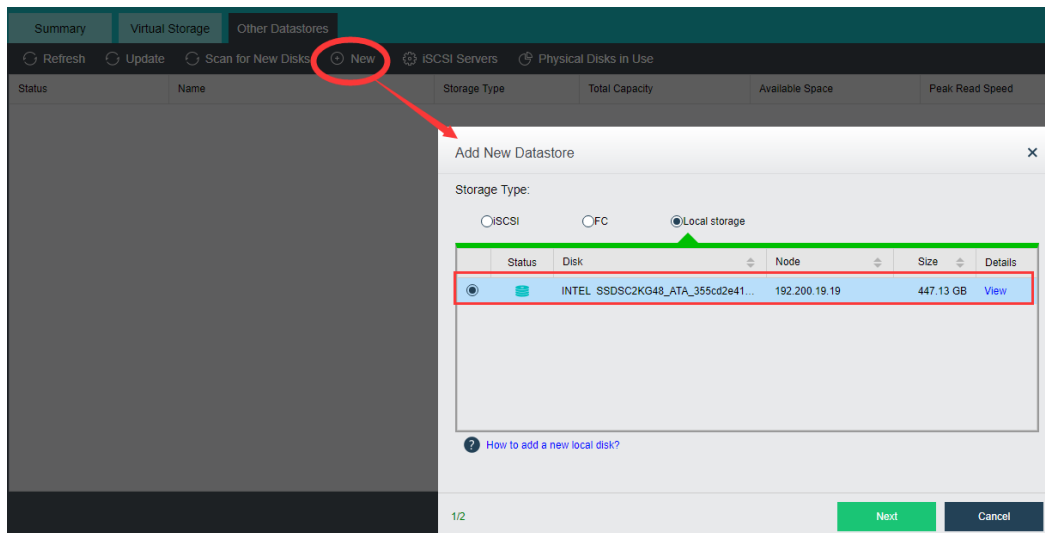 Summary Virtual Storage Other Datastores
Refresh Update Scan for New Disks New iSCSI Servers Physical Disks in Use
Status Name Storage Type Total Capacity Available Space Peak Read Speed
Add New Datastore
Storage Type:
iSCSI FC Local storage
Status Disk Node Size Details
INTEL SSDSC2KG48_ATA_355cd2e41... 192.200.19.19 447.13 GB View
? How to add a new local disk?
1/2 Next Cancel